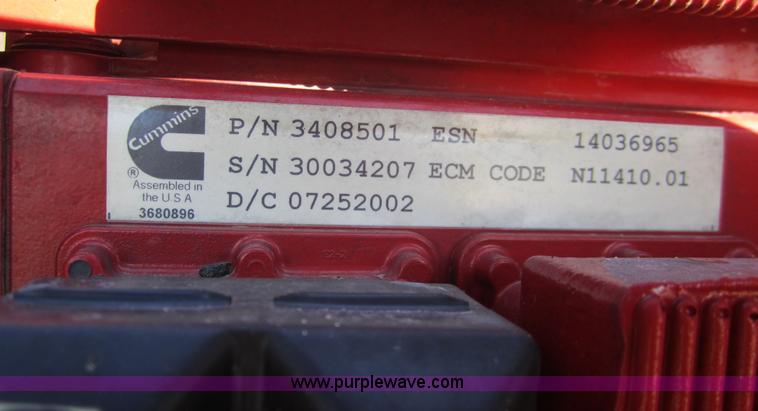 Cummins
®
Assembled in
the U S A
3680896
P/N 3408501 ESN 14036965
S/N 30034207 ECM CODE N11410.01
D/C 07252002
www.purplewave.com